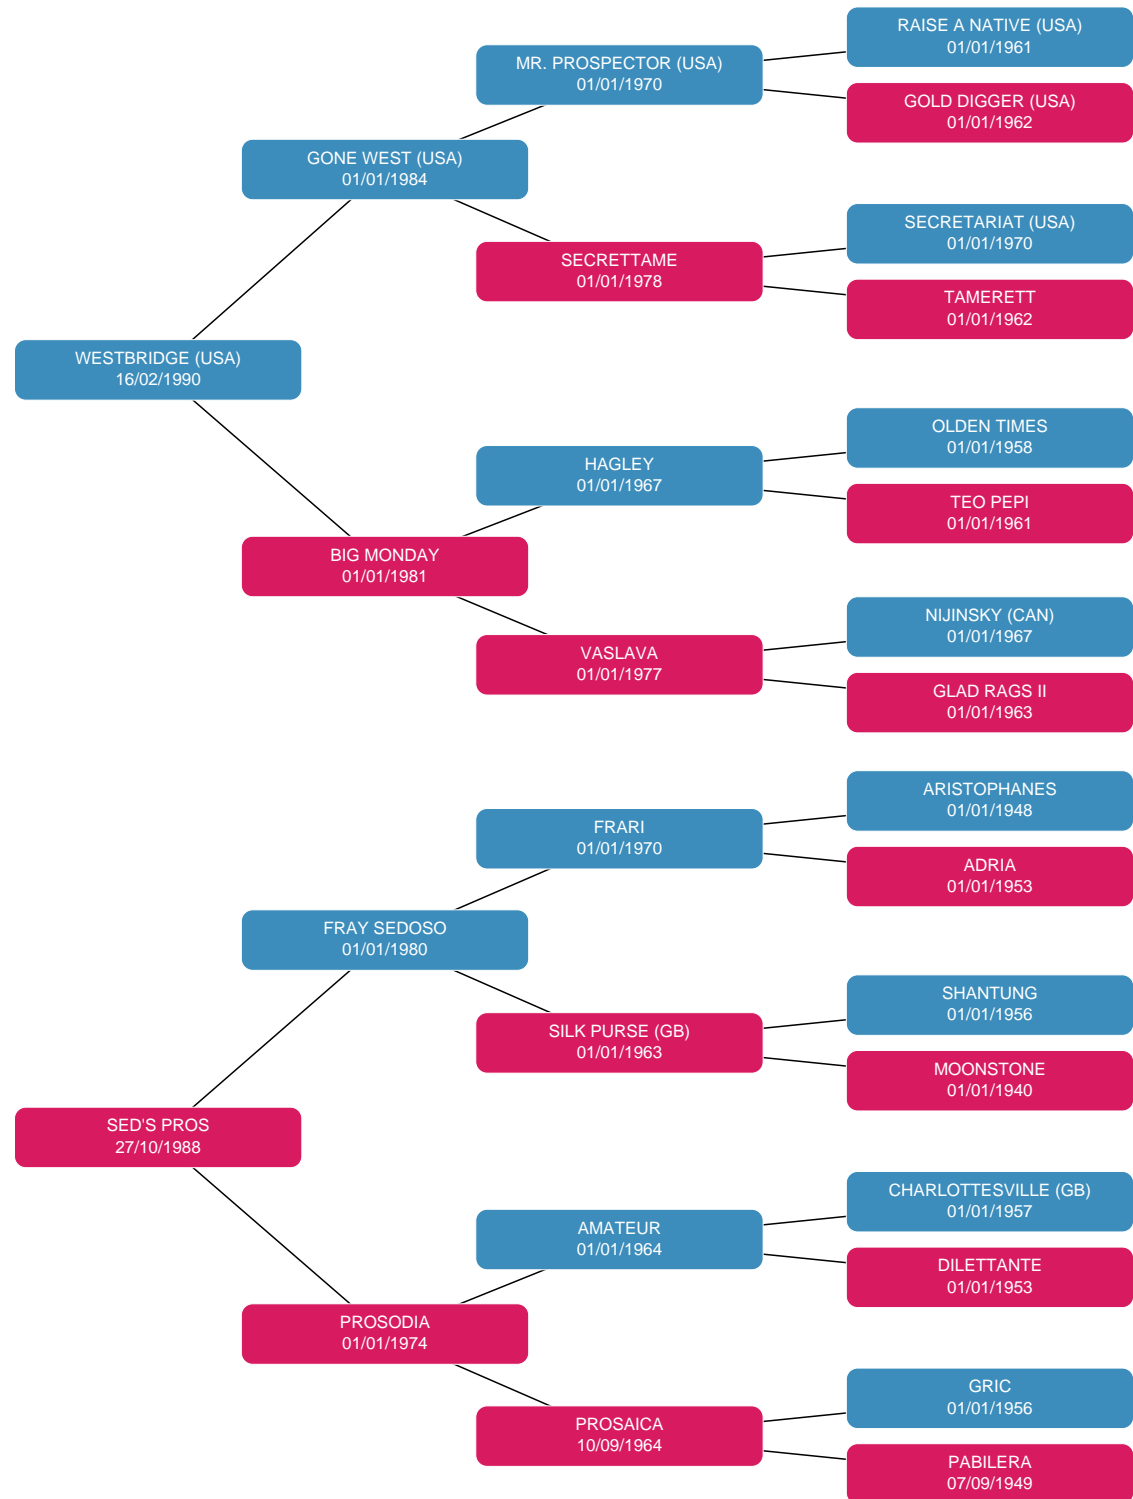 RAISE A NATIVE (USA)
01/01/1961
MR. PROSPECTOR (USA)
01/01/1970
GOLD DIGGER (USA)
01/01/1962
GONE WEST (USA)
01/01/1984
SECRETARIAT (USA)
01/01/1970
SECRETTAME
01/01/1978
TAMERETT
01/01/1962
WESTBRIDGE (USA)
16/02/1990
OLDEN TIMES
01/01/1958
HAGLEY
01/01/1967
TEO PEPI
01/01/1961
BIG MONDAY
01/01/1981
NIJINSKY (CAN)
01/01/1967
VASLAVA
01/01/1977
GLAD RAGS II
01/01/1963
ARISTOPHANES
01/01/1948
FRARI
01/01/1970
ADRIA
01/01/1953
FRAY SEDOSO
01/01/1980
SHANTUNG
01/01/1956
SILK PURSE (GB)
01/01/1963
MOONSTONE
01/01/1940
SED'S PROS
27/10/1988
CHARLOTTESVILLE (GB)
01/01/1957
AMATEUR
01/01/1964
DILETTANTE
01/01/1953
PROSODIA
01/01/1974
GRIC
01/01/1956
PROSAICA
10/09/1964
PABILERA
07/09/1949